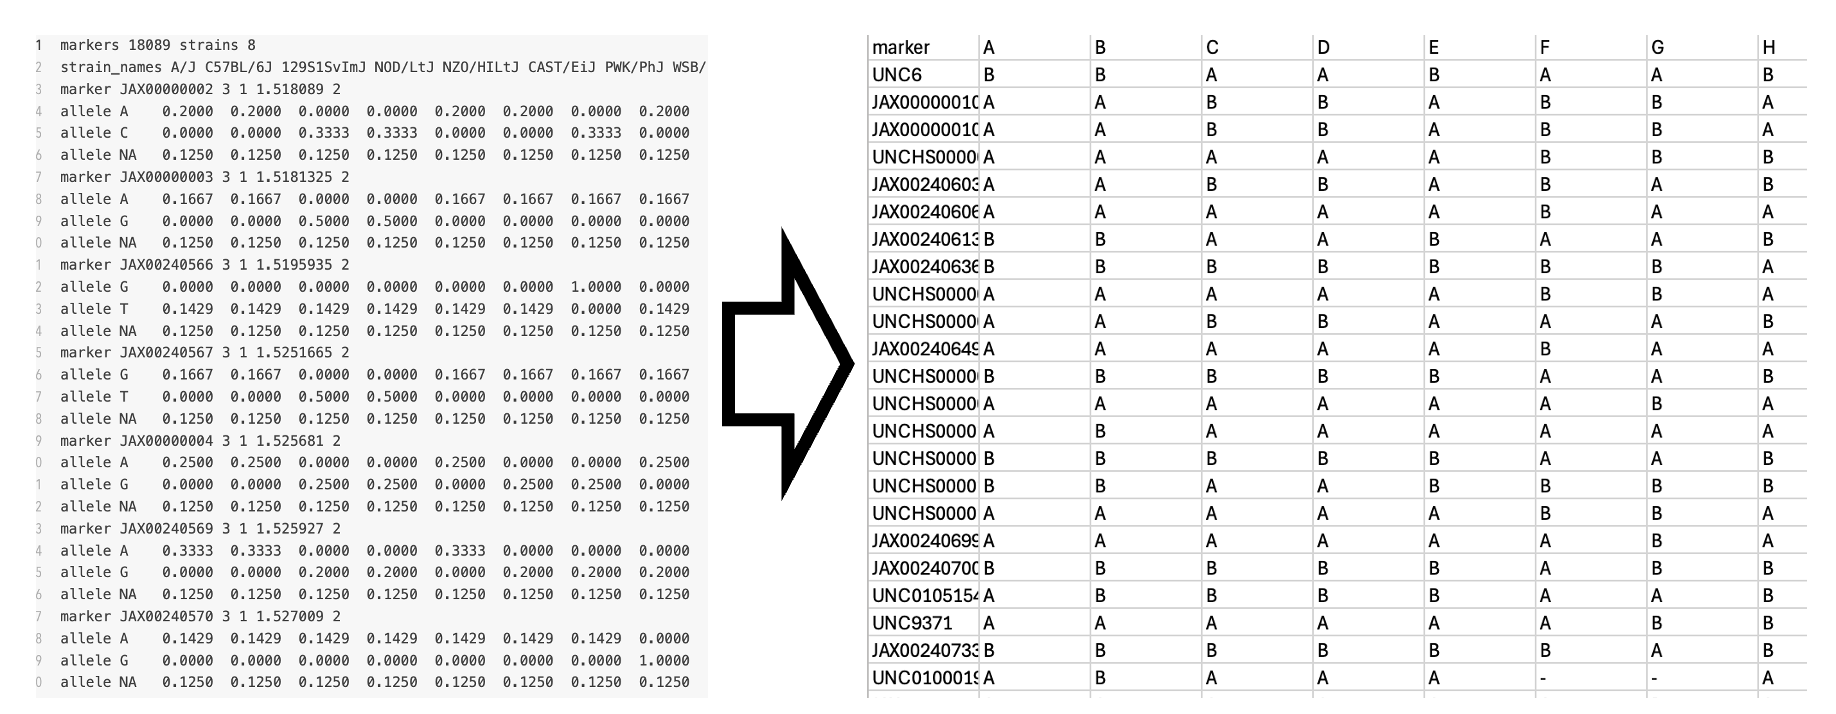 1 markers 18089 strains 8
2 strain_names A/J C57BL/6J 129S1SvImJ NOD/LtJ NZO/HILtJ CAST/EiJ PWK/PhJ WSB/
3 marker JAX00000002 3 1 1.518089 2
4 allele A 0.2000 0.2000 0.0000 0.0000 0.2000 0.2000 0.0000 0.2000
5 allele C 0.0000 0.0000 0.3333 0.3333 0.0000 0.0000 0.3333 0.0000
6 allele NA 0.1250 0.1250 0.1250 0.1250 0.1250 0.1250 0.1250 0.1250
7 marker JAX00000003 3 1 1.5181325 2
8 allele A 0.1667 0.1667 0.0000 0.0000 0.1667 0.1667 0.1667 0.1667
9 allele G 0.0000 0.0000 0.5000 0.5000 0.0000 0.0000 0.0000 0.0000
0 allele NA 0.1250 0.1250 0.1250 0.1250 0.1250 0.1250 0.1250 0.1250
1 marker JAX00240566 3 1 1.5195935 2
2 allele G 0.0000 0.0000 0.0000 0.0000 0.0000 0.0000 1.0000 0.0000
3 allele T 0.1429 0.1429 0.1429 0.1429 0.1429 0.1429 0.0000 0.1429
4 allele NA 0.1250 0.1250 0.1250 0.1250 0.1250 0.1250 0.1250 0.1250
5 marker JAX00240567 3 1 1.5251665 2
6 allele G 0.1667 0.1667 0.0000 0.0000 0.1667 0.1667 0.1667 0.1667
7 allele T 0.0000 0.0000 0.5000 0.5000 0.0000 0.0000 0.0000 0.0000
8 allele NA 0.1250 0.1250 0.1250 0.1250 0.1250 0.1250 0.1250 0.1250
9 marker JAX00000004 3 1 1.525681 2
0 allele A 0.2500 0.2500 0.0000 0.0000 0.2500 0.0000 0.0000 0.2500
1 allele G 0.0000 0.0000 0.2500 0.2500 0.0000 0.2500 0.2500 0.0000
2 allele NA 0.1250 0.1250 0.1250 0.1250 0.1250 0.1250 0.1250 0.1250
3 marker JAX00240569 3 1 1.525927 2
4 allele A 0.3333 0.3333 0.0000 0.0000 0.3333 0.0000 0.0000 0.0000
5 allele G 0.0000 0.0000 0.2000 0.2000 0.0000 0.2000 0.2000 0.2000
6 allele NA 0.1250 0.1250 0.1250 0.1250 0.1250 0.1250 0.1250 0.1250
7 marker JAX00240570 3 1 1.527009 2
8 allele A 0.1429 0.1429 0.1429 0.1429 0.1429 0.1429 0.1429 0.0000
9 allele G 0.0000 0.0000 0.0000 0.0000 0.0000 0.0000 0.0000 1.0000
0 allele NA 0.1250 0.1250 0.1250 0.1250 0.1250 0.1250 0.1250 0.1250
marker A B C D E F G H
UNC6 B B A A B A A B
JAX0000001 A A B B A B B A
JAX0000001 A A B B A B B A
UNCHS0000 A A A A A B B B
JAX0024060 A A B B A B A B
JAX0024060 A A A A A B A A
JAX0024061 B B A A B A A B
JAX0024063 B B B B B B B A
UNCHS0000 A A A A A B B A
UNCHS0000 A A B B A A A B
JAX0024064 A A A A A B A A
UNCHS0000 B B B B B A A B
UNCHS0000 A A A A A A B A
UNCHS0000 A B A A A A A A
UNCHS0000 B B B B B A A B
UNCHS0000 B B A A B B B B
UNCHS0000 A A A A A B B A
JAX00240699 A A A A A A B A
JAX0024070 B B B B B A B B
UNC010515 A B B B B A A B
UNC9371 A A A A A A B B
JAX0024073 B B B B B B A B
UNC010001 A B A A A - - A